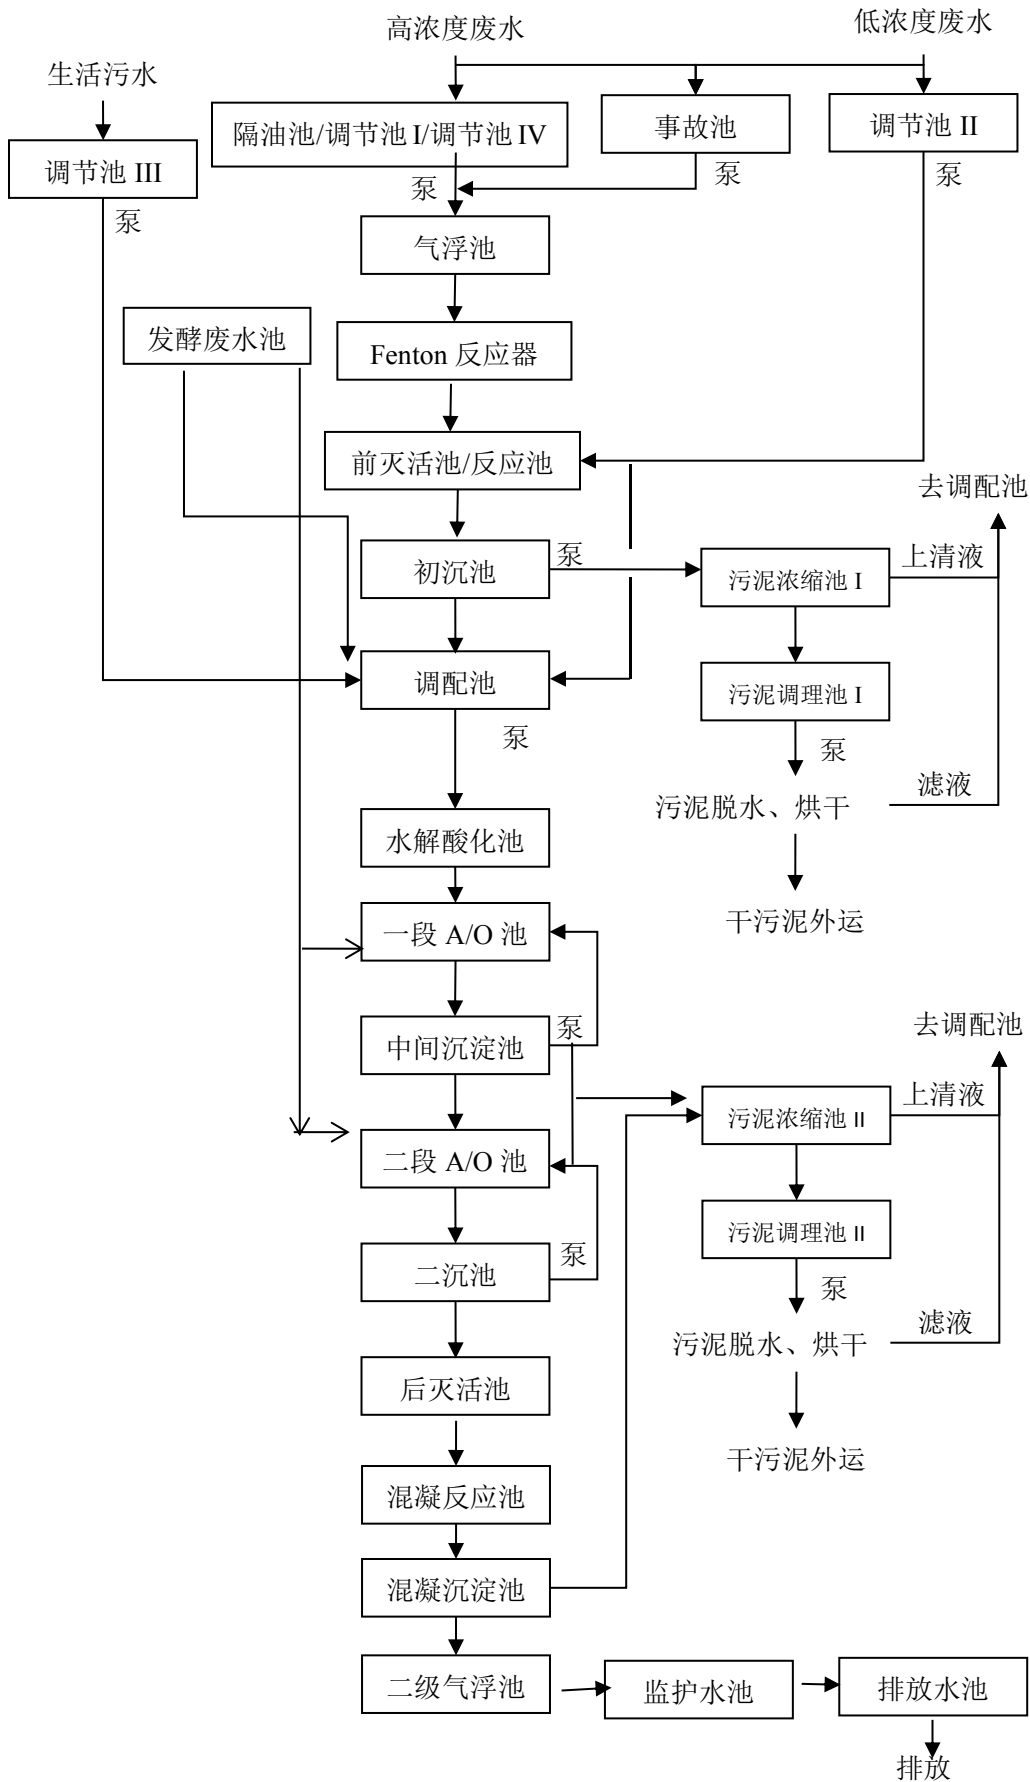 高浓度废水
低浓度废水
生活污水
隔油池/调节池 I/调节池 IV
事故池
调节池 II
调节池 III
泵
泵
泵
泵
气浮池
发酵废水池
Fenton 反应器
前灭活池/反应池
去调配池
初沉池
泵
污泥浓缩池 I
上清液
调配池
污泥调理池 I
泵
泵
污泥脱水、烘干
滤液
水解酸化池
干污泥外运
一段 A/O 池
中间沉淀池
泵
去调配池
污泥浓缩池 II
上清液
二段 A/O 池
污泥调理池 II
二沉池
泵
泵
污泥脱水、烘干
滤液
后灭活池
干污泥外运
混凝反应池
混凝沉淀池
二级气浮池
监护水池
排放水池
排放